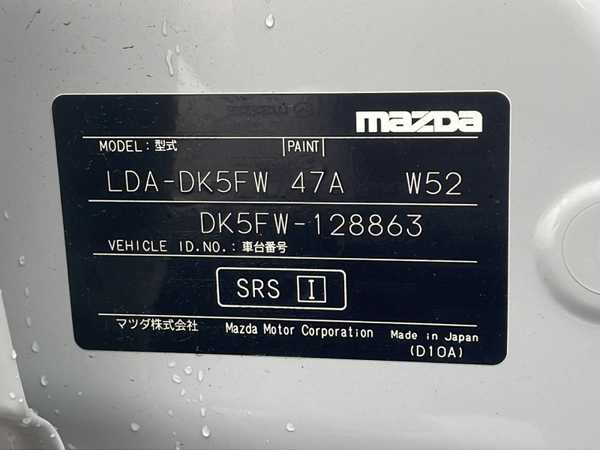 mazda
MODEL: 型式 PAINT
LDA-DK5FW 47A W52
DK5FW-128863
VEHICLE ID.NO.: 車台番号
SRS I
マツダ株式会社 Mazda Motor Corporation Made in Japan
(D10A)